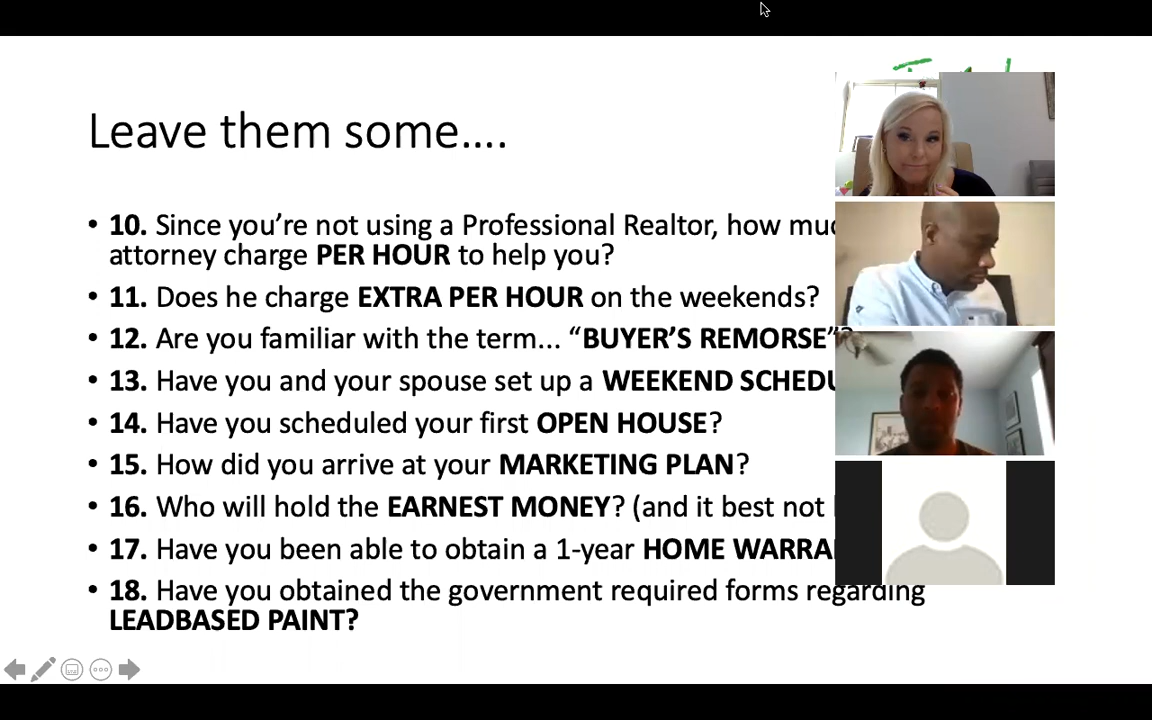 Leave them some….
• 10. Since you’re not using a Professional Realtor, how
attorney charge PER HOUR to help you?
• 11. Does he charge EXTRA PER HOUR on the weekends?
• 12. Are you familiar with the term... “BUYER’S REMORSE”?
• 13. Have you and your spouse set up a WEEKEND
• 14. Have you scheduled your first OPEN HOUSE?
• 15. How did you arrive at your MARKETING PLAN?
• 16. Who will hold the EARNEST MONEY? (and it best not
• 17. Have you been able to obtain a 1-year HOME
• 18. Have you obtained the government required forms regarding
LEADBASED PAINT?